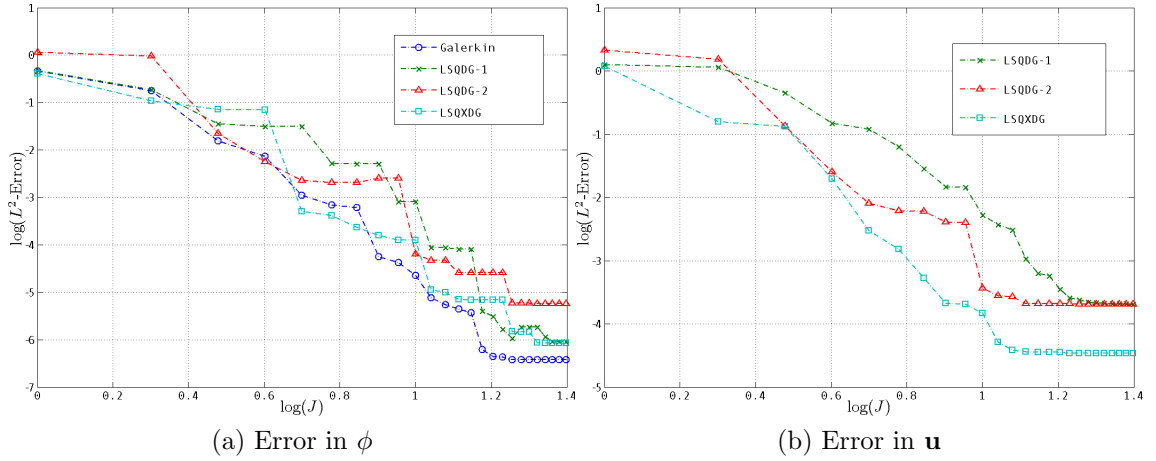 1
0
-1
-2
-3
-4
-5
-6
-7
log(L²-Error)
0
0.2
0.4
0.6
0.8
1
1.2
1.4
log(J)
Galerkin
LSQDG-1
LSQDG-2
LSQXDG
(a) Error in ϕ
1
0
-1
-2
-3
-4
-5
log(L²-Error)
0
0.2
0.4
0.6
0.8
1
1.2
1.4
log(J)
LSQDG-1
LSQDG-2
LSQXDG
(b) Error in u